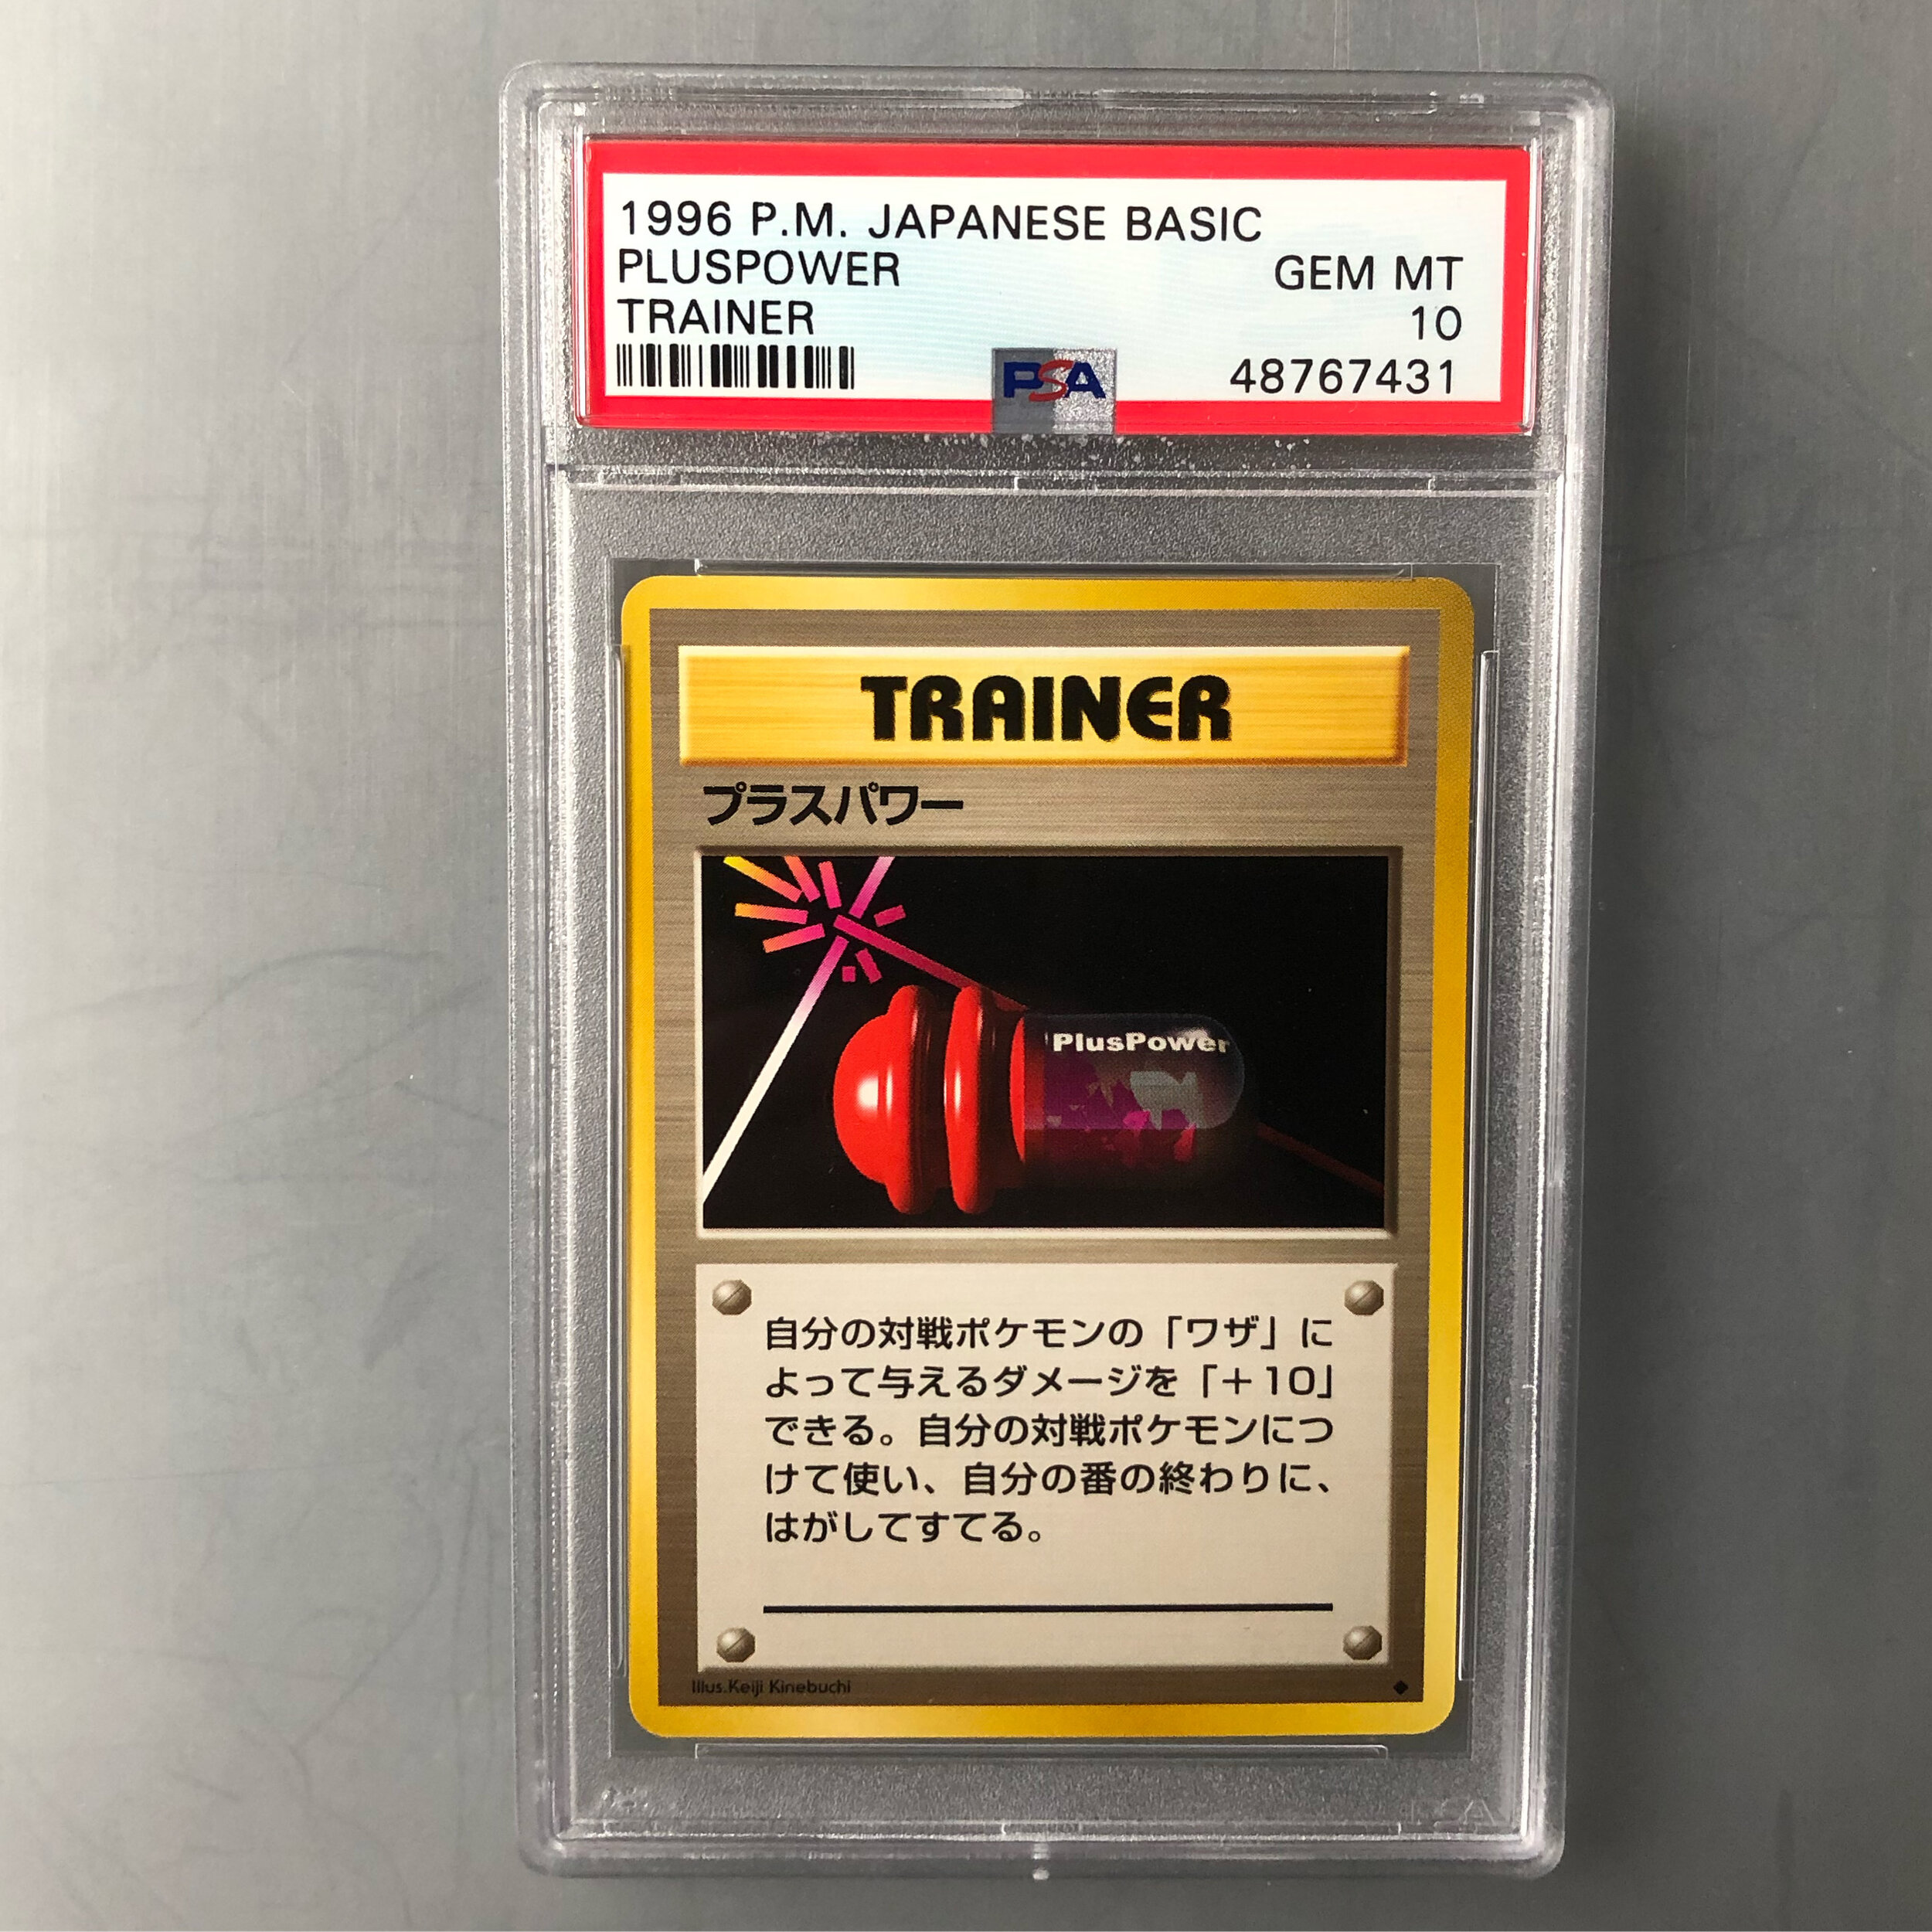 1996 P.M. JAPANESE BASIC
PLUSPOWER
GEM MT
TRAINER
10
PSA
48767431
TRAINER
プラスパワー
PlusPower
自分の対戦ポケモンの「ワザ」に
よって与えるダメージを「+10」
できる。自分の対戦ポケモンにつ
けて使い、自分の番の終わりに、
はがしてすてる。
Illus.Keiji Kinebuchi